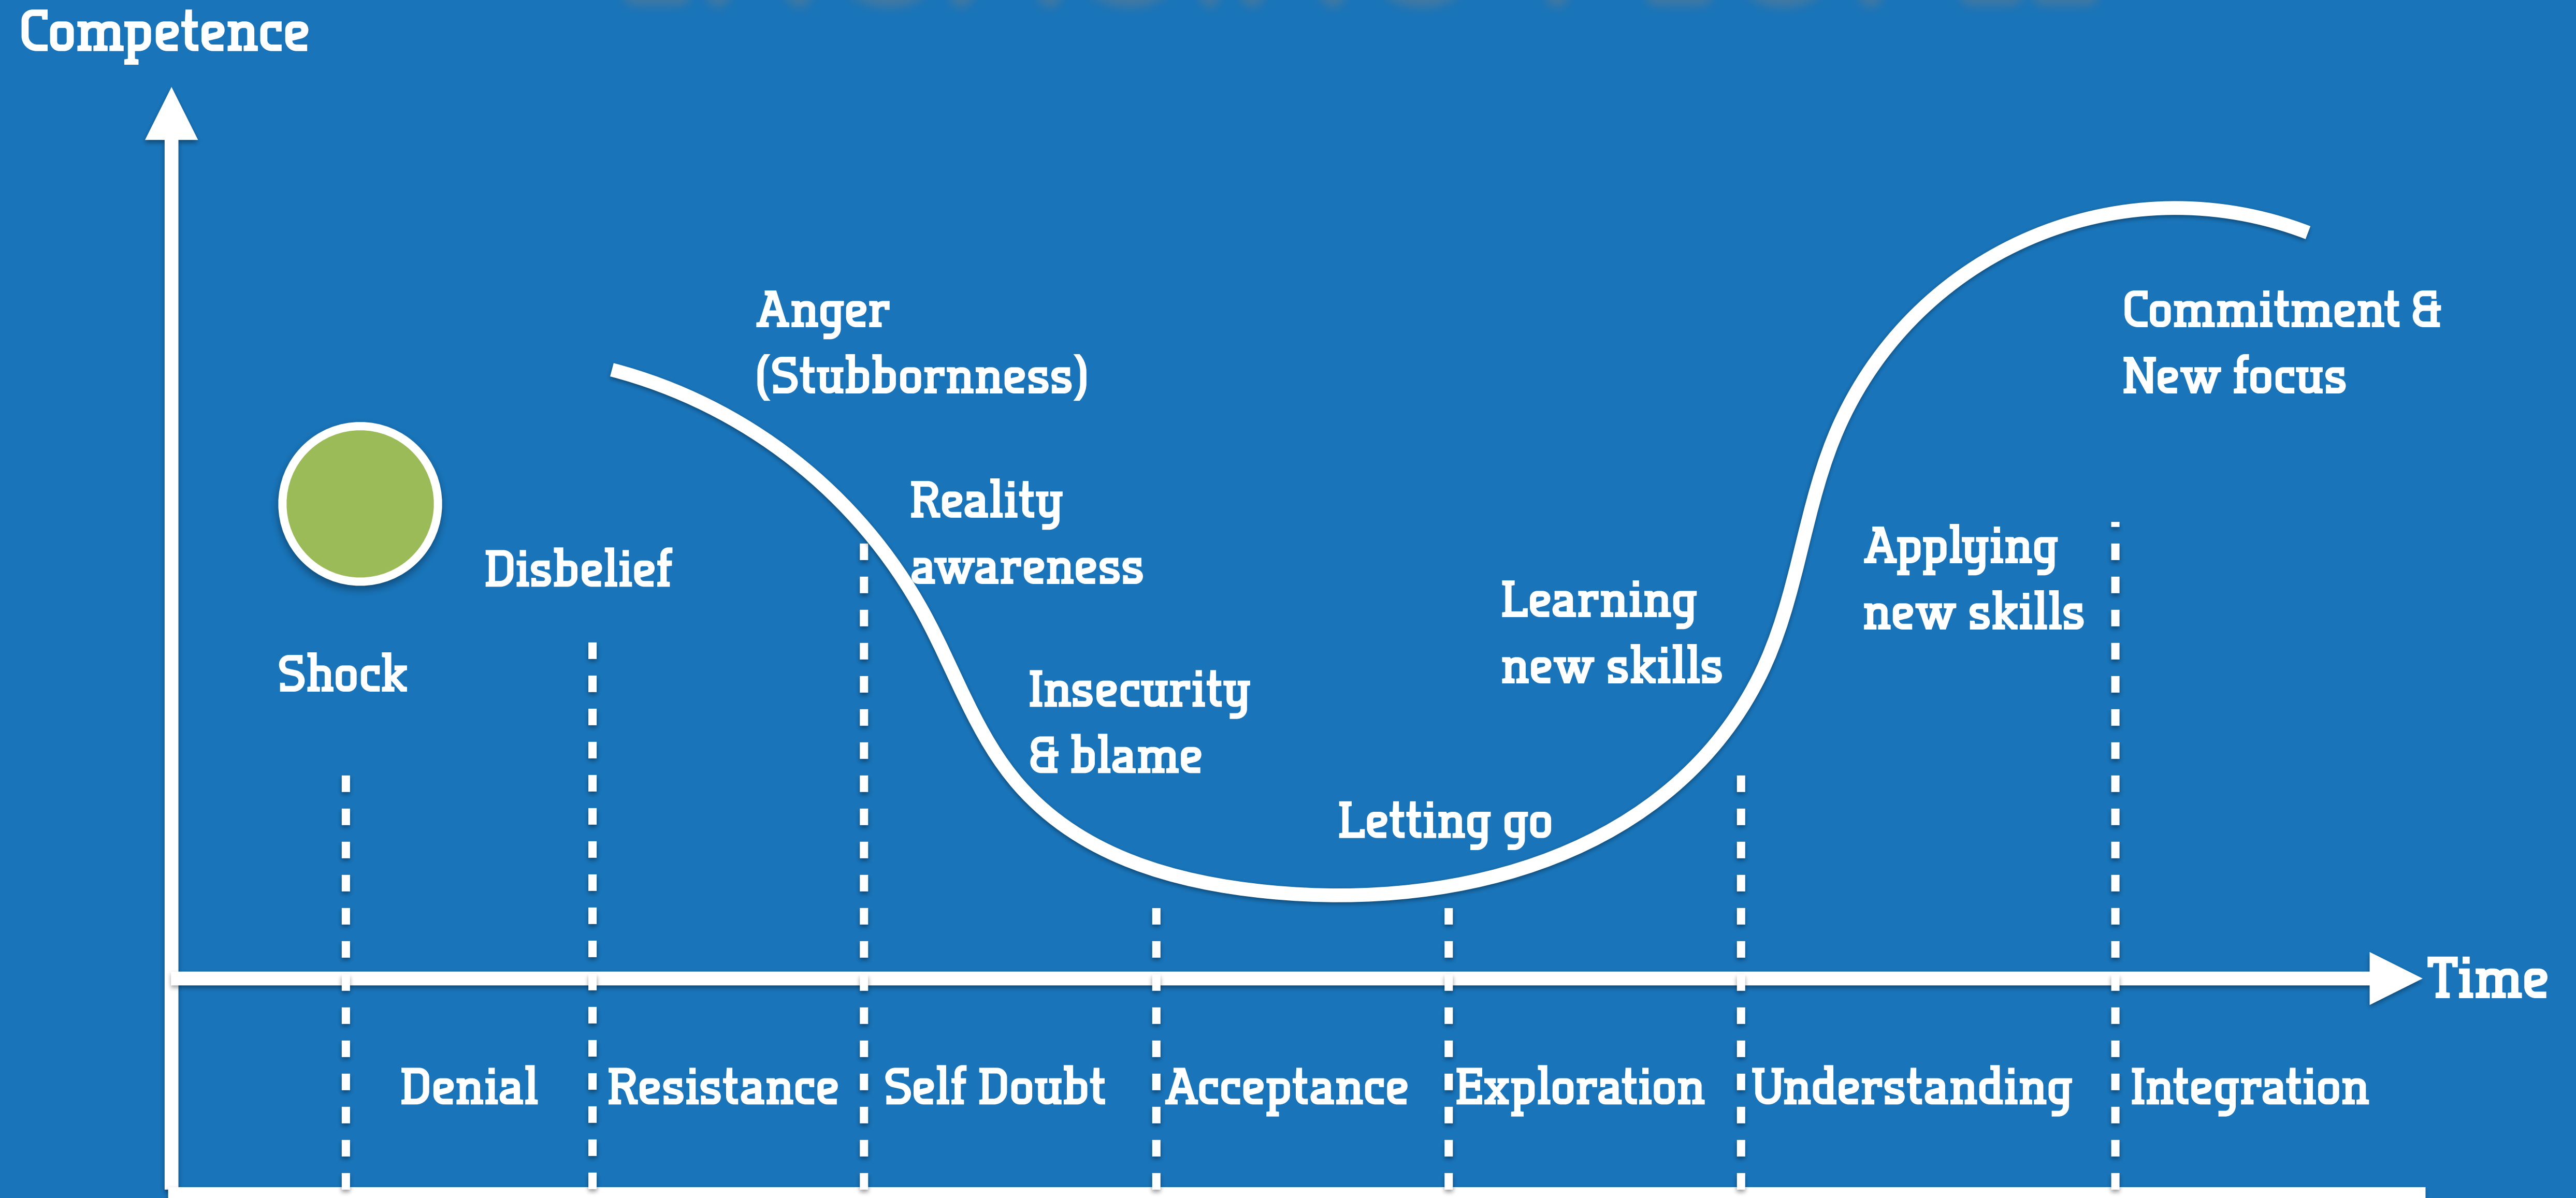 Competence
Anger
(Stubbornness)
Commitment &
New focus
Reality
awareness
Disbelief
Applying
new skills
Learning
new skills
Shock
Insecurity
& blame
Letting go
Time
Denial
Resistance
Self Doubt
Acceptance
Exploration
Understanding
Integration